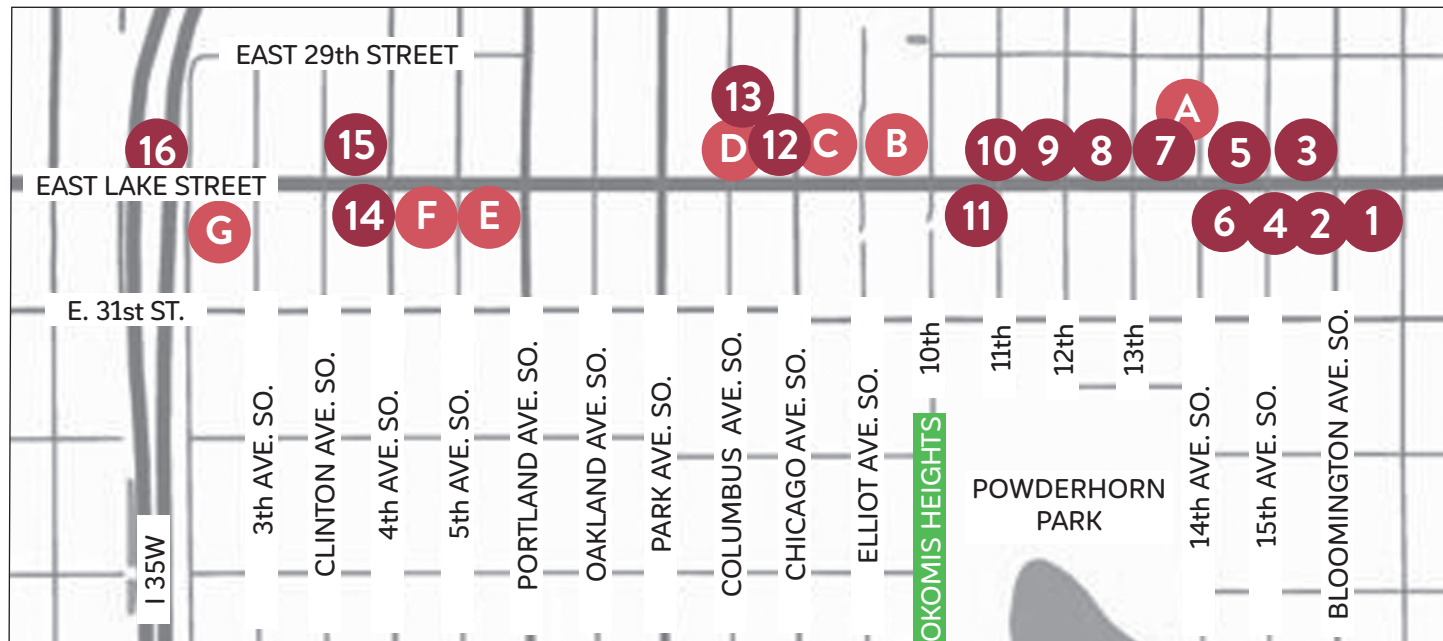 EAST 29th STREET
13
A
16
15
D
12
C
B
10
9
8
7
5
3
EAST LAKE STREET
G
14
F
E
11
6
4
2
1
E. 31st ST.
I 35W
3th AVE. SO.
CLINTON AVE. SO.
4th AVE. SO.
5th AVE. SO.
PORTLAND AVE. SO.
OAKLAND AVE. SO.
PARK AVE. SO.
COLUMBUS AVE. SO.
CHICAGO AVE. SO.
ELLIOT AVE. SO.
10th
OKOMIS HEIGHTS
11th
12th
13th
POWDERHORN
PARK
14th AVE. SO.
15th AVE. SO.
BLOOMINGTON AVE. SO.